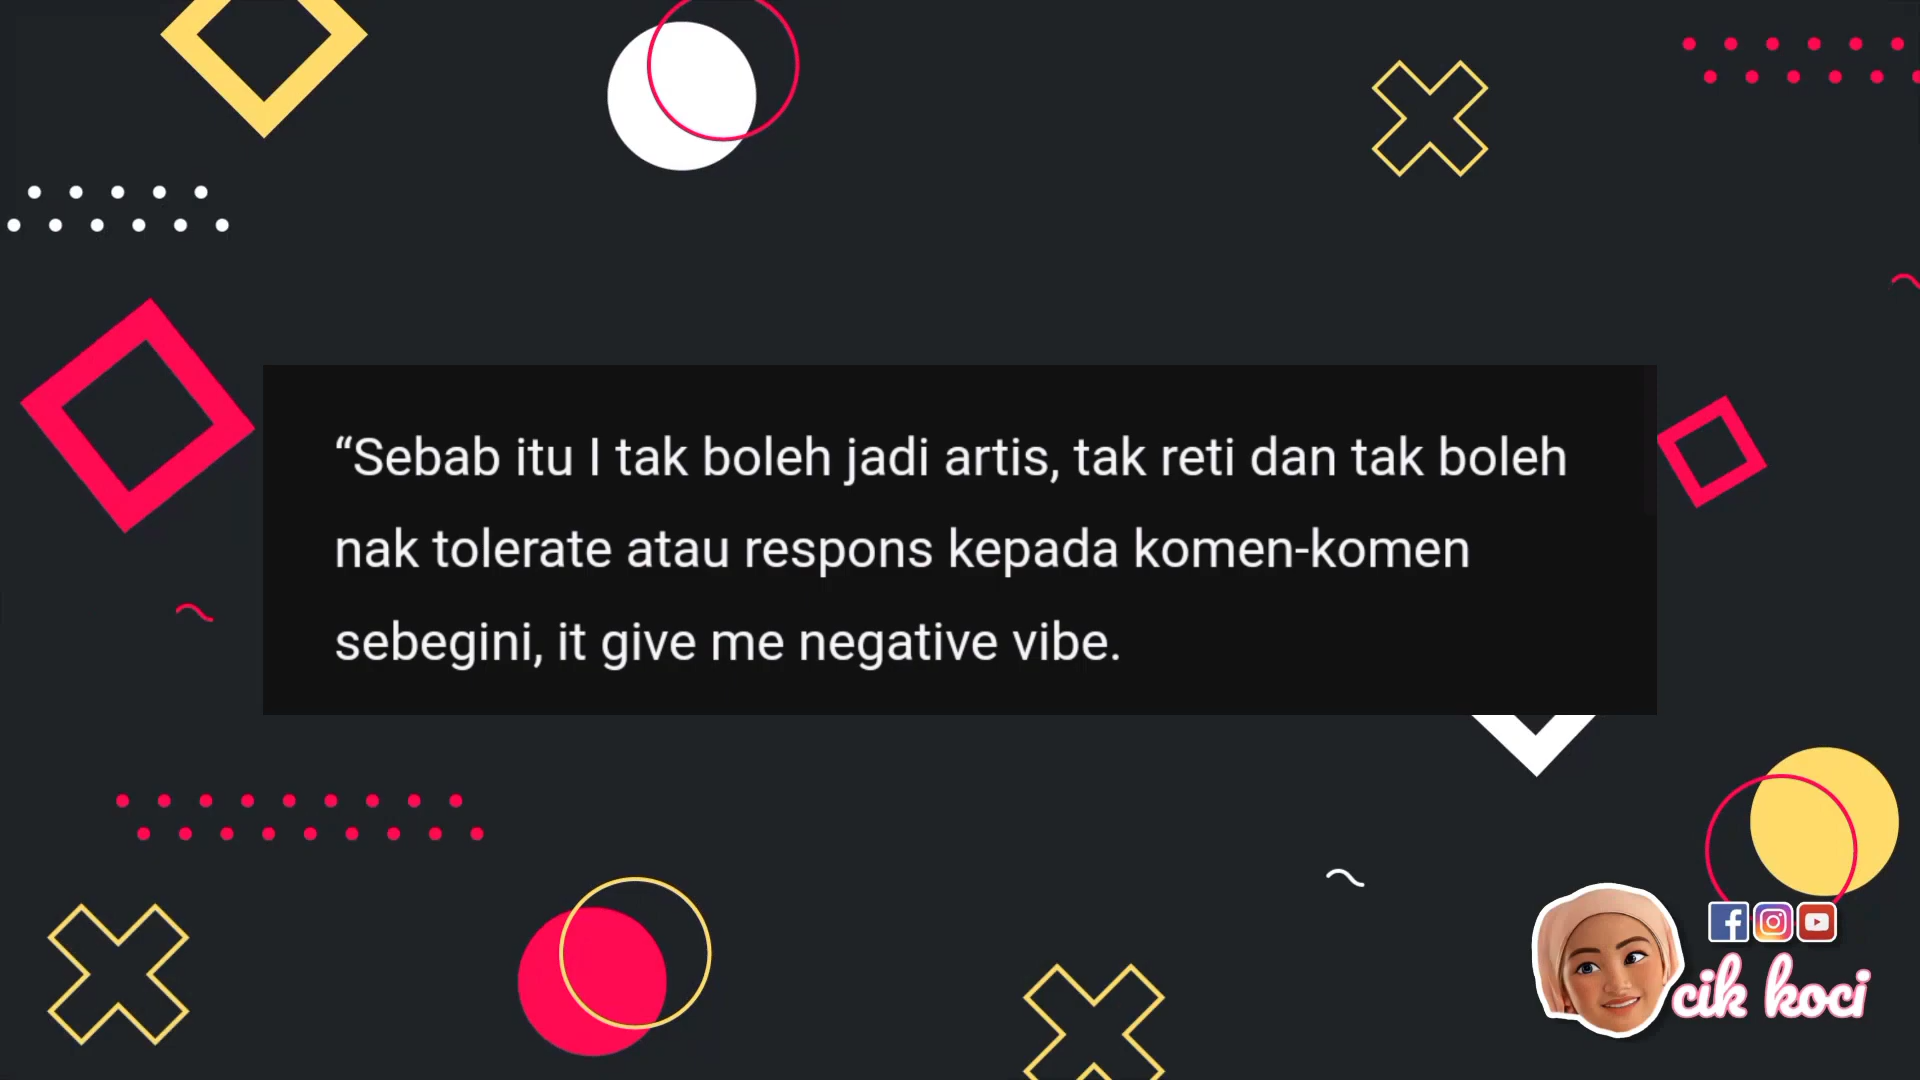 “Sebab itu I tak boleh jadi artis, tak reti dan tak boleh
nak tolerate atau respons kepada komen-komen
sebegini, it give me negative vibe.
cik koci